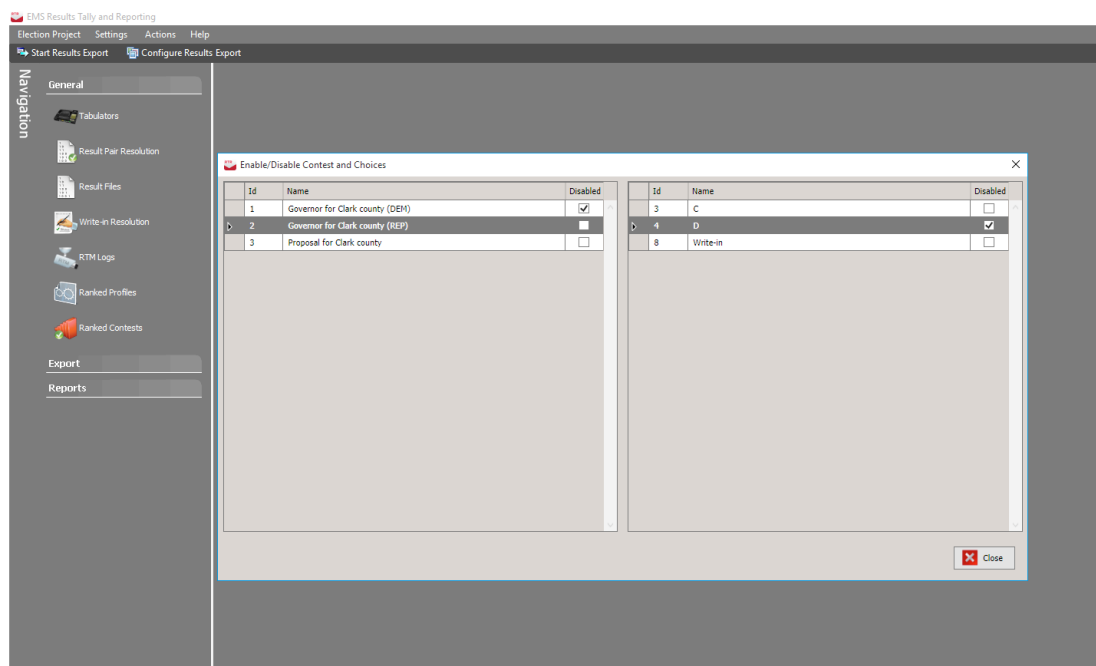 EMS Results Tally and Reporting
Election Project Settings Actions Help
Start Results Export Configure Results Export
Navigation
General
Tabulators
Result Pair Resolution
Result Files
Write-in Resolution
RTM Logs
Ranked Profiles
Ranked Contests
Export
Reports
Enable/Disable Contest and Choices
Id Name Disabled
1 Governor for Clark county (DEM)
2 Governor for Clark county (REP)
3 Proposal for Clark county
Id Name Disabled
3 C
4 D
8 Write-in
Close